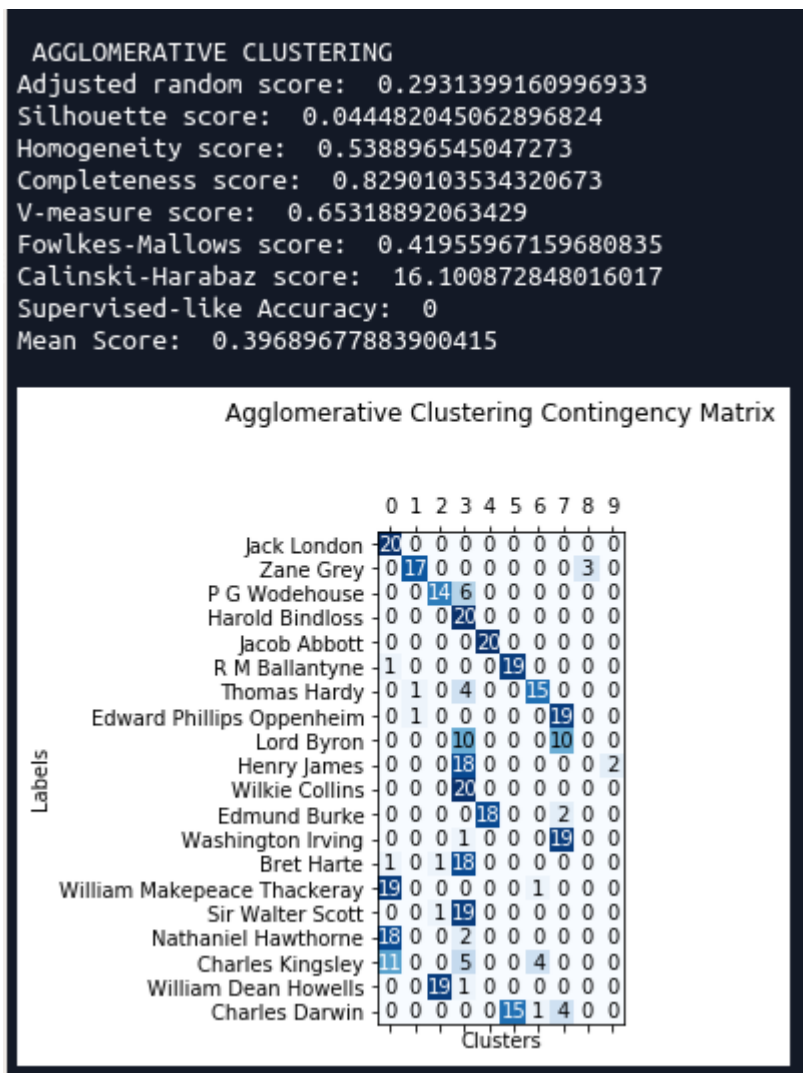 AGGLOMERATIVE CLUSTERING
Adjusted random score:  0.2931399160996933
Silhouette score:  0.044482045062896824
Homogeneity score:  0.538896545047273
Completeness score:  0.8290103534320673
V-measure score:  0.65318892063429
Fowlkes-Mallows score:  0.41955967159680835
Calinski-Harabaz score:  16.100872848016017
Supervised-like Accuracy:  0
Mean Score:  0.39689677883900415
Agglomerative Clustering Contingency Matrix
0 1 2 3 4 5 6 7 8 9
Jack London 20 0 0 0 0 0 0 0 0 0
Zane Grey 0 17 0 0 0 0 0 0 3 0
P G Wodehouse 0 0 14 6 0 0 0 0 0 0
Harold Bindloss 0 0 0 20 0 0 0 0 0 0
Jacob Abbott 0 0 0 0 20 0 0 0 0 0
R M Ballantyne 1 0 0 0 0 19 0 0 0 0
Thomas Hardy 0 1 0 4 0 0 15 0 0 0
Edward Phillips Oppenheim 0 1 0 0 0 0 0 19 0 0
Lord Byron 0 0 0 10 0 0 0 10 0 0
Henry James 0 0 0 18 0 0 0 0 0 2
Wilkie Collins 0 0 0 20 0 0 0 0 0 0
Edmund Burke 0 0 0 0 18 0 0 2 0 0
Washington Irving 0 0 0 1 0 0 0 19 0 0
Bret Harte 1 0 1 18 0 0 0 0 0 0
William Makepeace Thackeray 19 0 0 0 0 0 1 0 0 0
Sir Walter Scott 0 0 1 19 0 0 0 0 0 0
Nathaniel Hawthorne 18 0 0 2 0 0 0 0 0 0
Charles Kingsley 11 0 0 5 0 0 4 0 0 0
William Dean Howells 0 0 19 1 0 0 0 0 0 0
Charles Darwin 0 0 0 0 0 15 1 4 0 0
Labels
Clusters